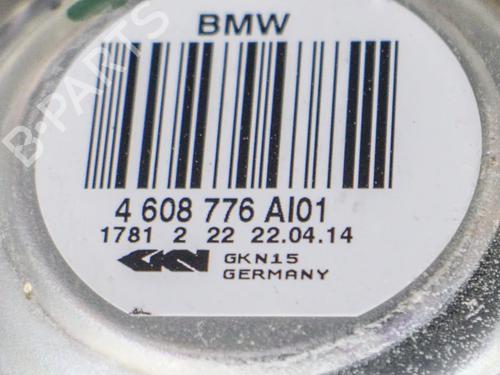 BMW
B-PARTS
4 608 776 AI01
1781 2 22 22.04.14
GKN GKN15
GERMANY